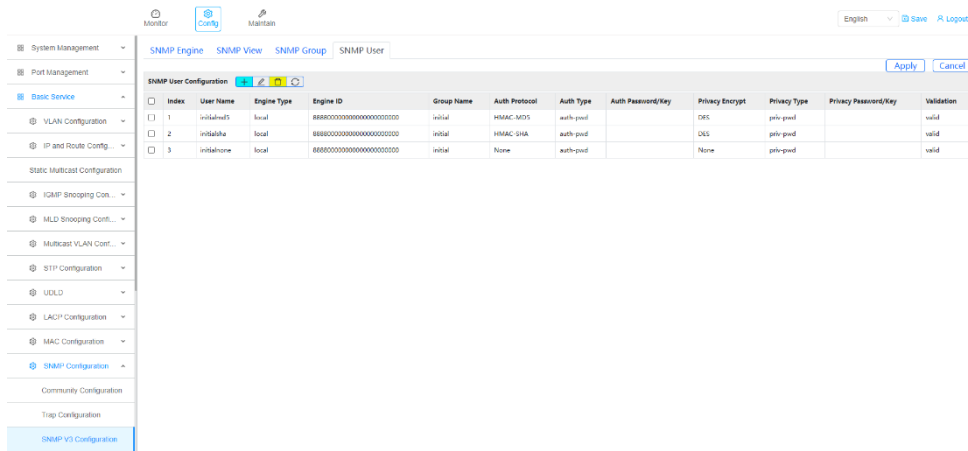 Monitor
Config
Maintain
English
Save
Logout
System Management
Port Management
Basic Service
VLAN Configuration
IP and Route Config...
Static Multicast Configuration
IGMP Snooping Con...
MLD Snooping Confi...
Multicast VLAN Conf...
STP Configuration
UDLD
LACP Configuration
MAC Configuration
SNMP Configuration
Community Configuration
Trap Configuration
SNMP V3 Configuration
SNMP Engine SNMP View SNMP Group SNMP User
Apply Cancel
SNMP User Configuration
Index User Name Engine Type Engine ID Group Name Auth Protocol Auth Type Auth Password/Key Privacy Encrypt Privacy Type Privacy Password/Key Validation
1 initialmd5 local initial HMAC-MD5 auth-pwd DES priv-pwd valid
2 initialsha local initial HMAC-SHA auth-pwd DES priv-pwd valid
3 initialnone local initial None auth-pwd None priv-pwd valid